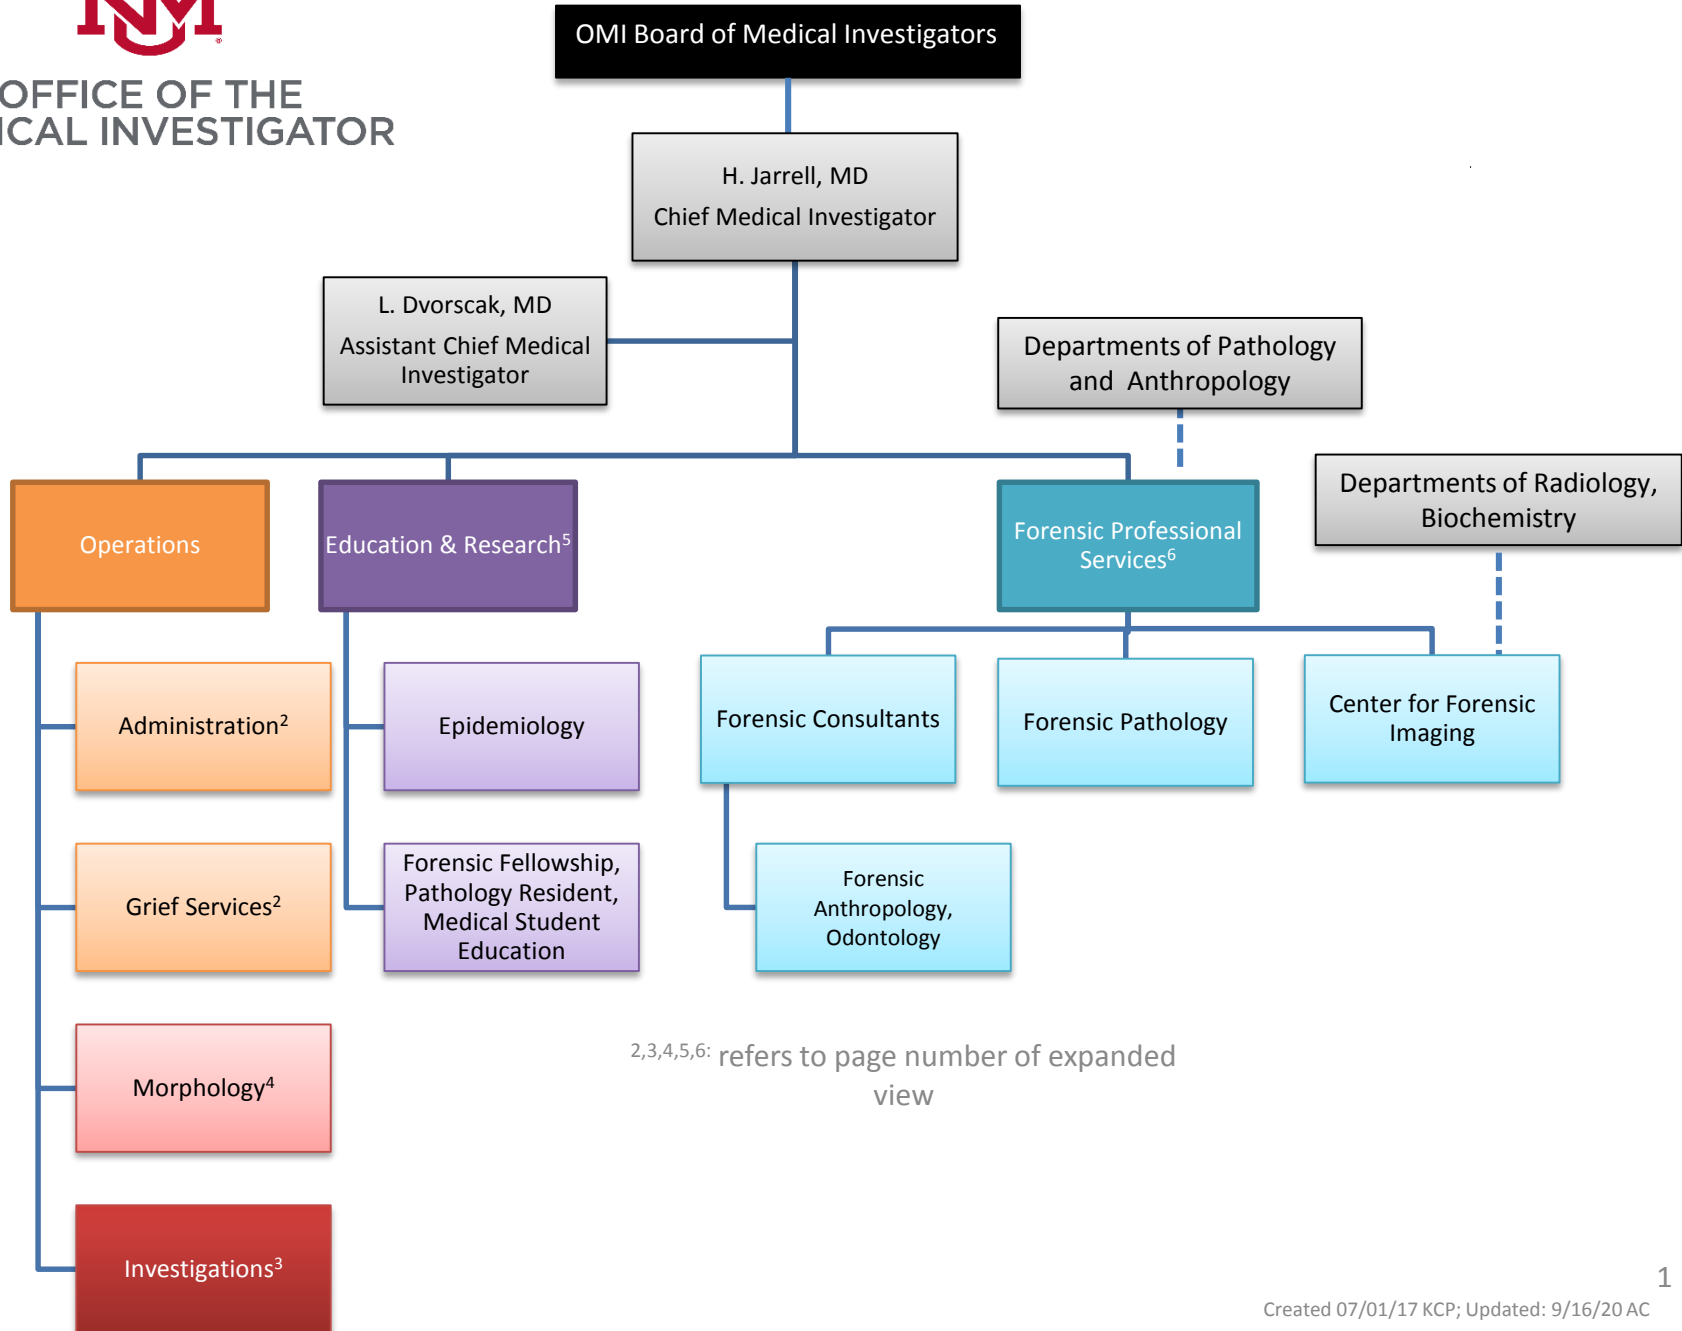 OMI Board of Medical Investigators
UNM
OFFICE OF THE
ICAL INVESTIGATOR
H. Jarrell, MD
Chief Medical Investigator
L. Dvorscak, MD
Assistant Chief Medical
Investigator
Departments of Pathology
and Anthropology
Departments of Radiology,
Biochemistry
Operations
Education & Research⁵
Forensic Professional
Services⁶
Administration²
Epidemiology
Forensic Consultants
Forensic Pathology
Center for Forensic
Imaging
Grief Services²
Forensic Fellowship,
Pathology Resident,
Medical Student
Education
Forensic
Anthropology,
Odontology
Morphology⁴
2,3,4,5,6: refers to page number of expanded
view
Investigations³
1
Created 07/01/17 KCP; Updated: 9/16/20 AC